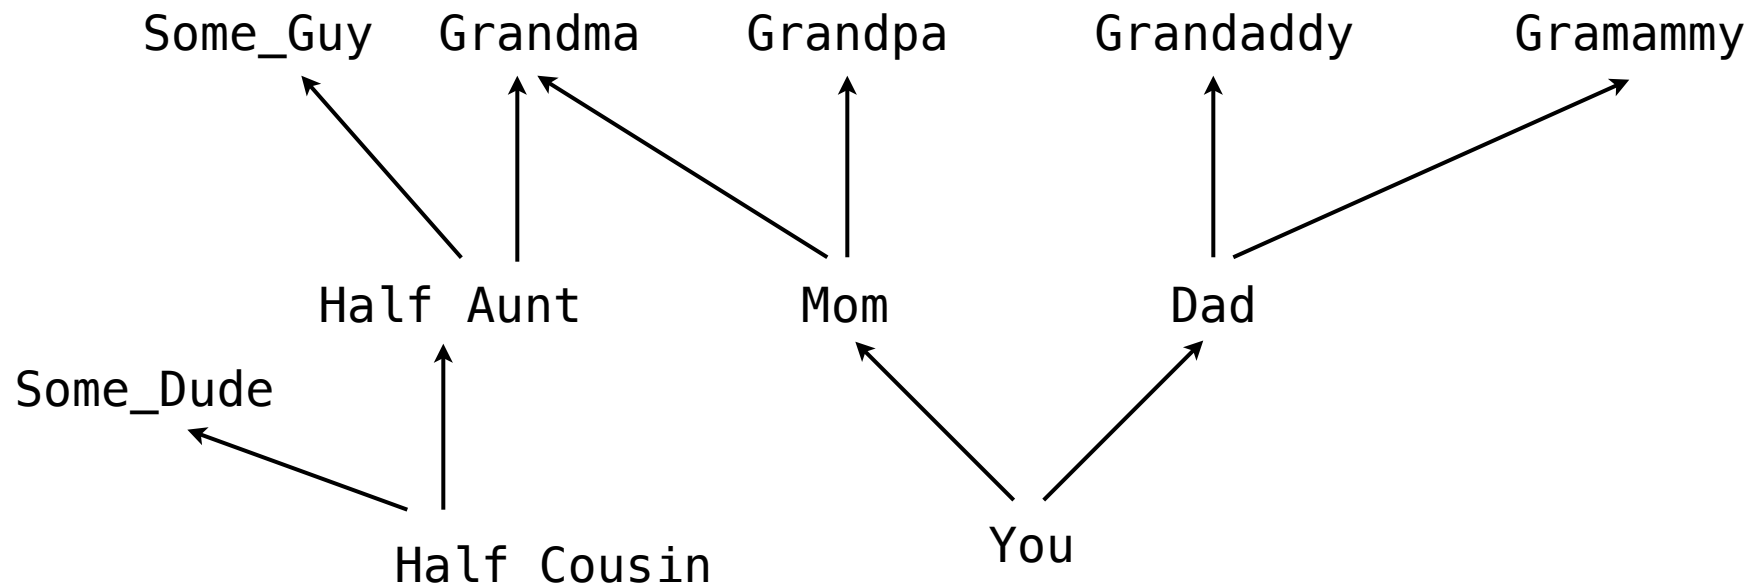 Some_Guy Grandma Grandpa Grandaddy Gramammy
Half Aunt Mom Dad
Some_Dude
You
Half Cousin